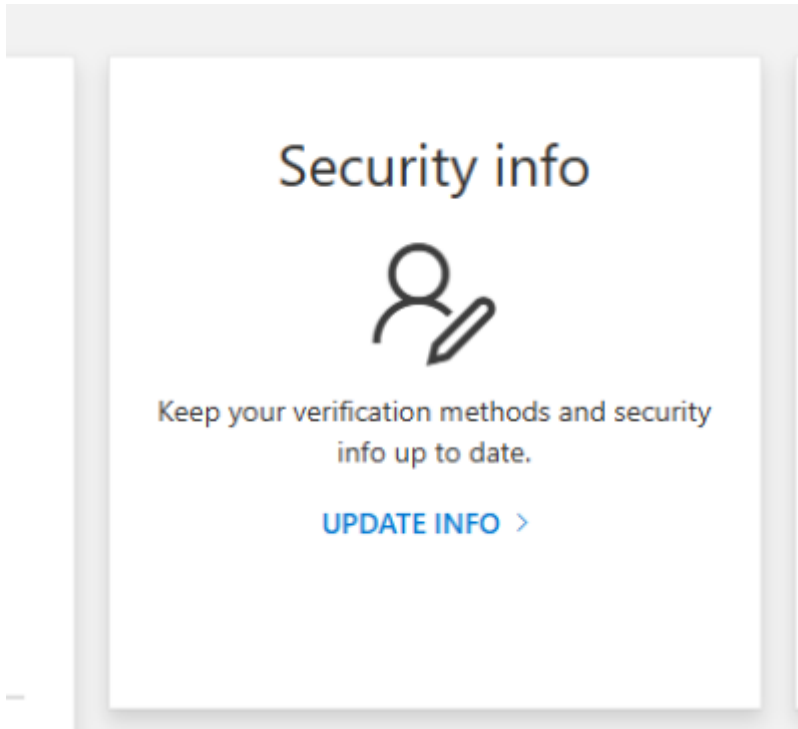 Security info
Keep your verification methods and security
info up to date.
UPDATE INFO >